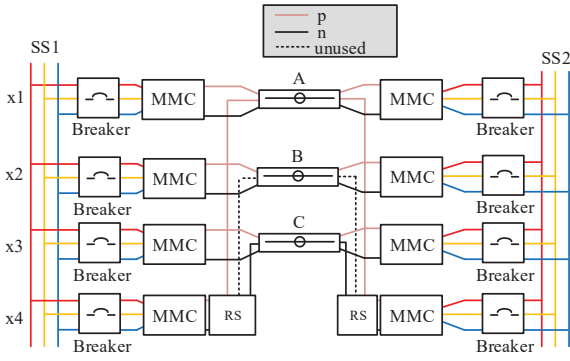 p
n
unused
SS1
SS2
A
x1
MMC
MMC
Breaker
Breaker
B
x2
MMC
MMC
Breaker
Breaker
C
x3
MMC
MMC
Breaker
Breaker
x4
MMC
RS
RS
MMC
Breaker
Breaker